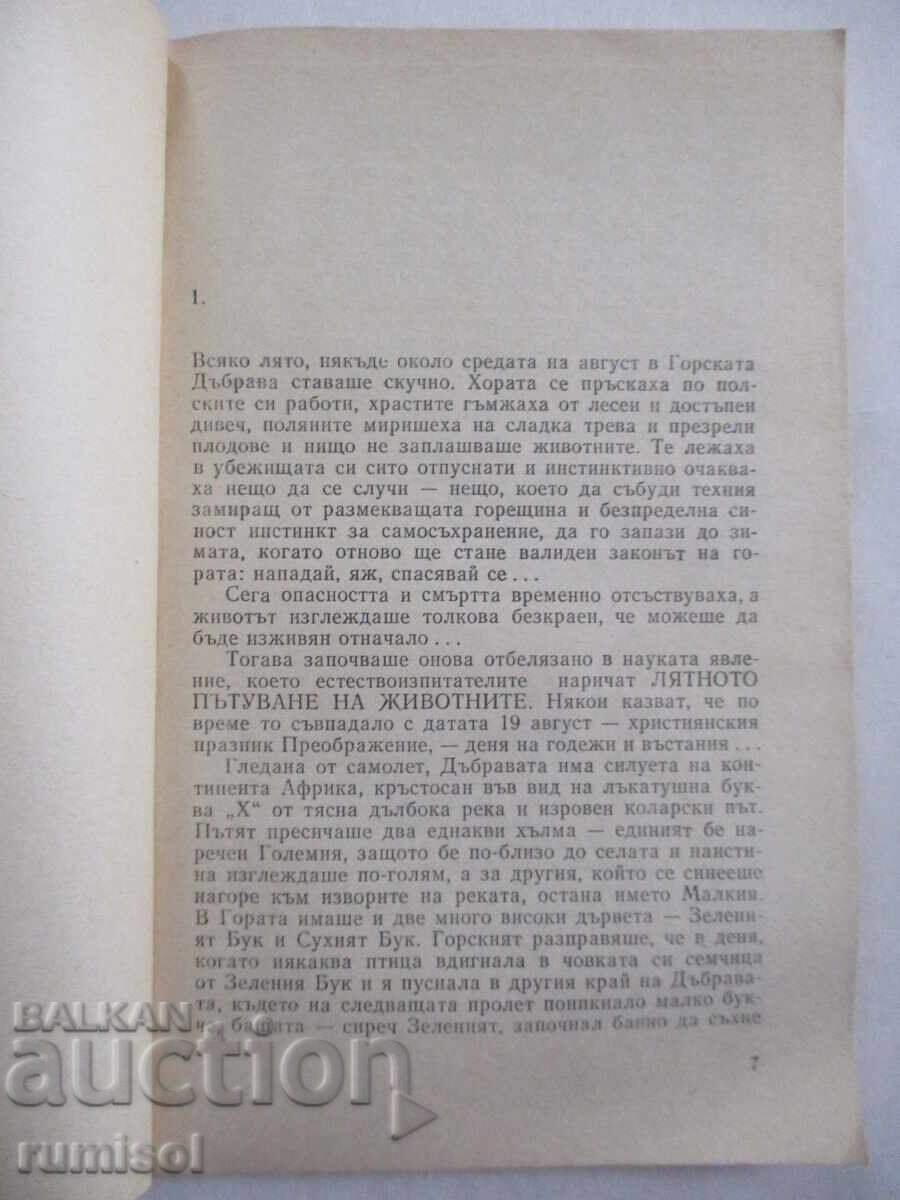 1.
Всяко лято, някъде около средата на август в Горската
Дъбрава ставаше скучно. Хората се пръскаха по пол-
ските си работи, храстите гъмжаха от лесен и достъпен
дивеч, поляните миришеха на сладка трева и презрели
плодове и нищо не заплашваше животните. Те лежаха
в убежищата си сито отпуснати и инстинктивно очаква-
ха нещо да се случи — нещо, което да събуди техния
замиращ от размекващата горещина и безпределна си-
ност инстинкт за самосъхранение, да го запази до зи-
мата, когато отново ще стане валиден законът на го-
рата: нападай, яж, спасявай се...
Сега опасността и смъртта временно отсъствуваха, а
животът изглеждаше толкова безкраен, че можеше да
бъде изживян отначало...
Тогава започваше онова отбелязано в науката явле-
ние, което естествоизпитателите наричат ЛЯТНОТО
ПЪТУВАНЕ НА ЖИВОТНИТЕ. Някои казват, че по
време то съвпадало с датата 19 август — християнския
празник Преображение, — деня на годежи и въстания...
Гледана от самолет, Дъбравата има силуета на кон-
тинента Африка, кръстосан във вид на лъкатушна бук-
ва „Х“ от тясна дълбока река и изровен коларски път.
Пътят пресичаше два еднакви хълма — единият бе на-
речен Големия, защото бе по-близо до селата и наисти-
на изглеждаше по-голям, а за другия, който се синееше
нагоре към изворите на реката, остана името Малкия.
В Гората имаше и две много високи дървета — Зелени-
ят Бук и Сухият Бук. Горският разправяше, че в деня,
когато някаква птица вдигнала в човката си семчица
от Зеления Бук и я пуснала в другия край на Дъбрава-
та, където на следващата пролет поникнало малко бук-
че, бащата — сиреч Зеленият, започнал бавно да съхне
7
BALKAN
auction
rumisol